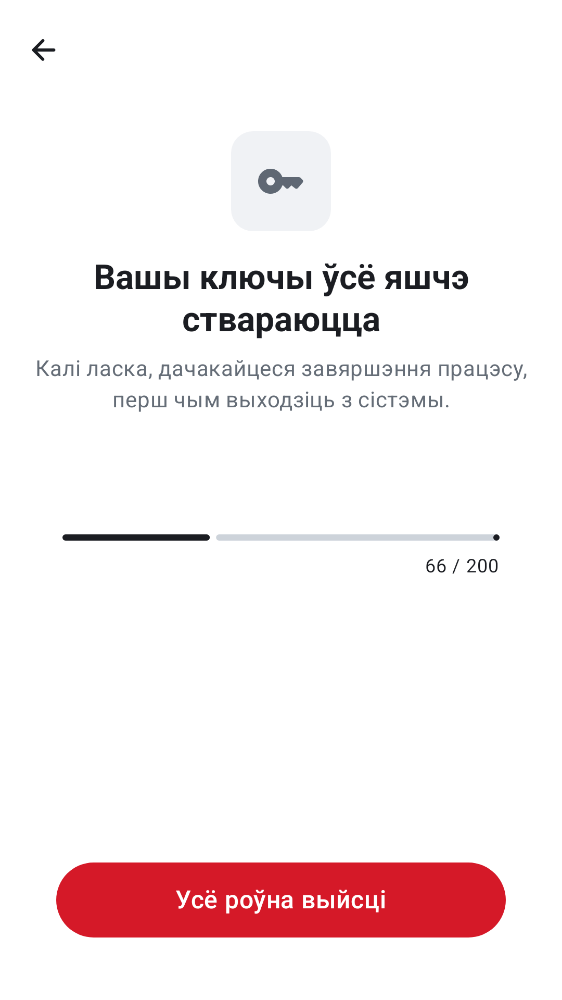 Вашы ключы ўсё яшчэ
ствараюцца
Калі ласка, дачакайцеся завяршэння працэсу,
перш чым выходзіць з сістэмы.
66 / 200
Усё роўна выйсці